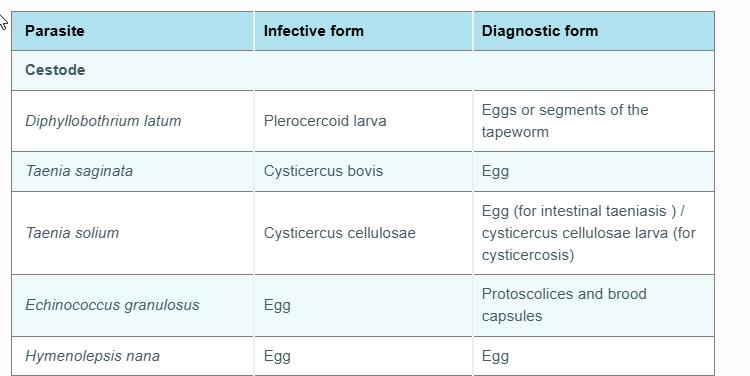 Parasite Infective form Diagnostic form
Cestode
Diphyllobothrium latum Plerocercoid larva Eggs or segments of the
tapeworm
Taenia saginata Cysticercus bovis Egg
Taenia solium Cysticercus cellulosae Egg (for intestinal taeniasis ) /
cysticercus cellulosae larva (for
cysticercosis)
Echinococcus granulosus Egg Protoscolices and brood
capsules
Hymenolepsis nana Egg Egg